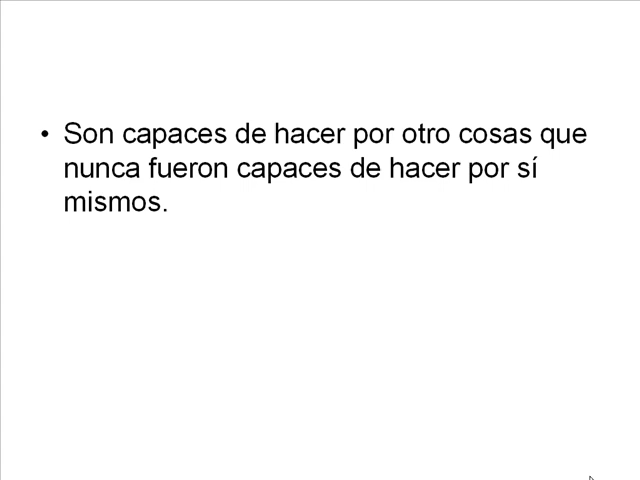 • Son capaces de hacer por otro cosas que
nunca fueron capaces de hacer por sí
mismos.